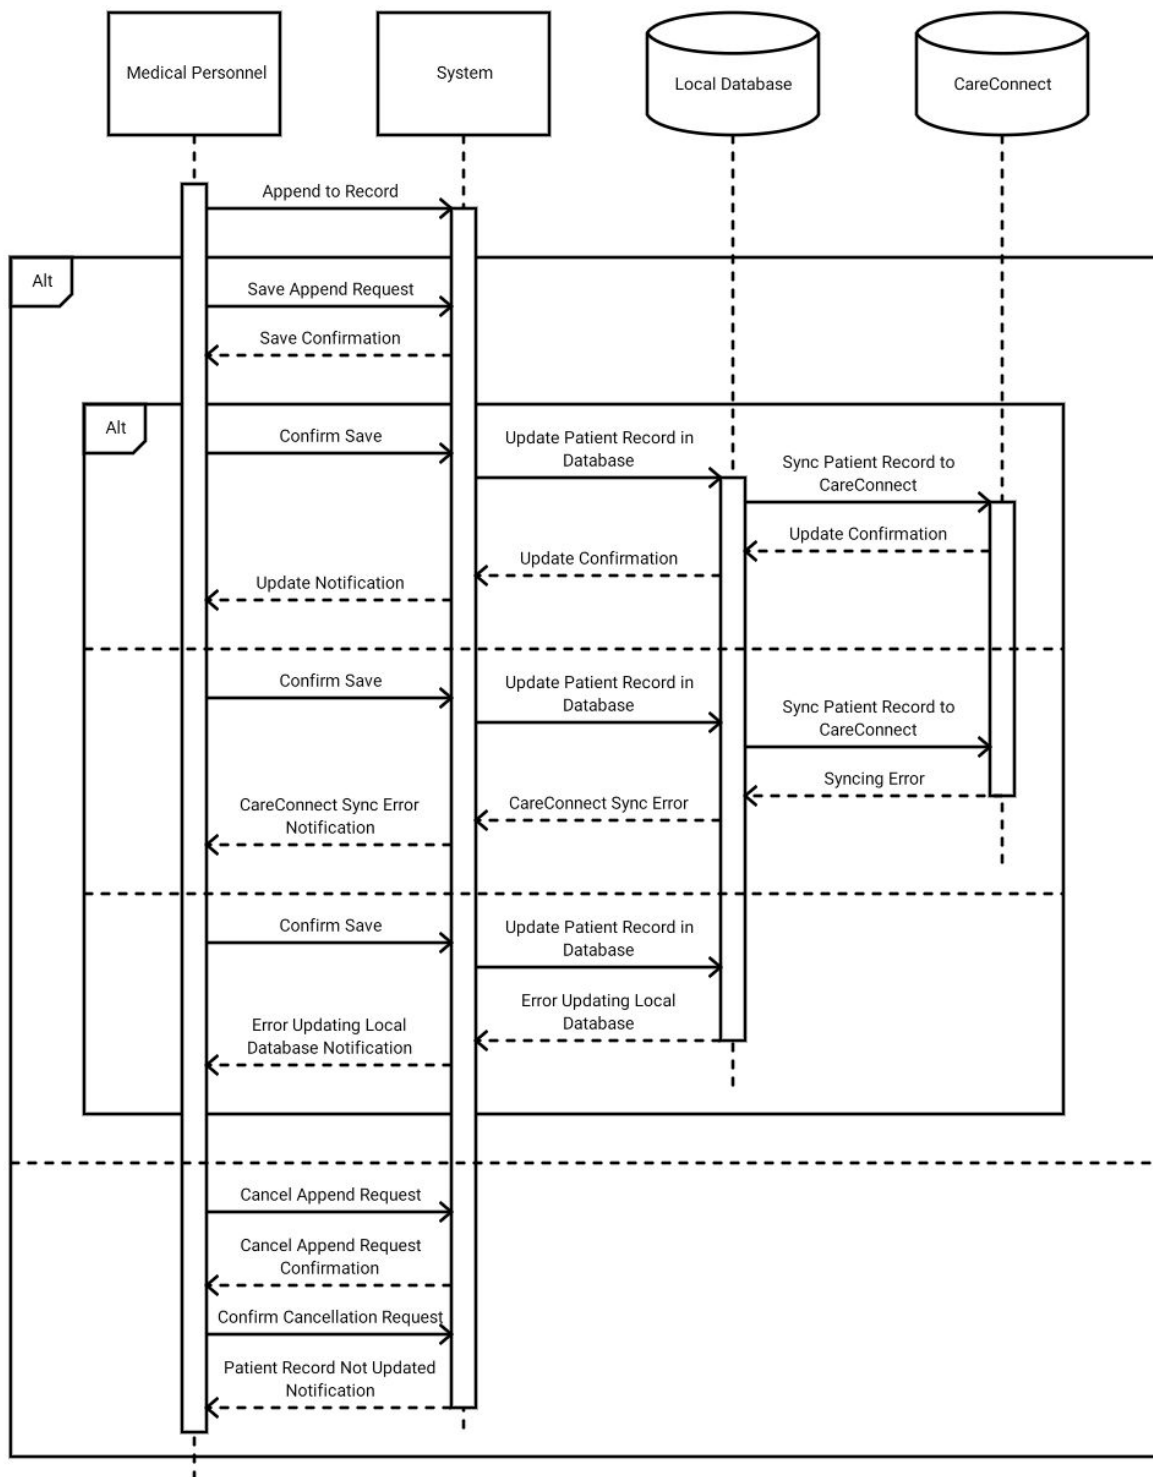 Medical Personnel
System
Local Database
CareConnect
Append to Record
Alt
Save Append Request
Save Confirmation
Alt
Confirm Save
Update Patient Record in
Database
Sync Patient Record to
CareConnect
Update Confirmation
Update Confirmation
Update Notification
Confirm Save
Update Patient Record in
Database
Sync Patient Record to
CareConnect
Syncing Error
CareConnect Sync Error
CareConnect Sync Error
Notification
Confirm Save
Update Patient Record in
Database
Error Updating Local
Database
Error Updating Local
Database Notification
Cancel Append Request
Cancel Append Request
Confirmation
Confirm Cancellation Request
Patient Record Not Updated
Notification